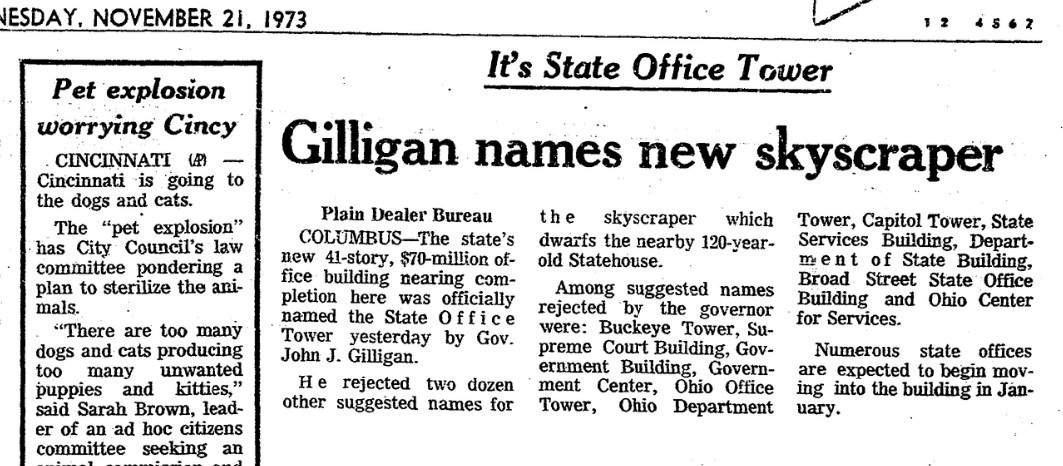 NESDAY, NOVEMBER 21, 1973
1 2 4 5 6 7
Pet explosion
worrying Cincy
CINCINNATI (AP) —
Cincinnati is going to
the dogs and cats.
The "pet explosion"
has City Council's law
committee pondering a
plan to sterilize the ani-
mals.
"There are too many
dogs and cats producing
too many unwanted
puppies and kitties,"
said Sarah Brown, lead-
er of an ad hoc citizens
committee seeking an
It's State Office Tower
Gilligan names new skyscraper
Plain Dealer Bureau
COLUMBUS—The state's
new 41-story, $70-million of-
fice building nearing com-
pletion here was officially
named the State Office
Tower yesterday by Gov.
John J. Gilligan.
He rejected two dozen
other suggested names for
the skyscraper which
dwarfs the nearby 120-year-
old Statehouse.
Among suggested names
rejected by the governor
were: Buckeye Tower, Su-
preme Court Building, Gov-
ernment Building, Govern-
ment Center, Ohio Office
Tower, Ohio Department
Tower, Capitol Tower, State
Services Building, Depart-
ment of State Building,
Broad Street State Office
Building and Ohio Center
for Services.
Numerous state offices
are expected to begin mov-
ing into the building in Jan-
uary.